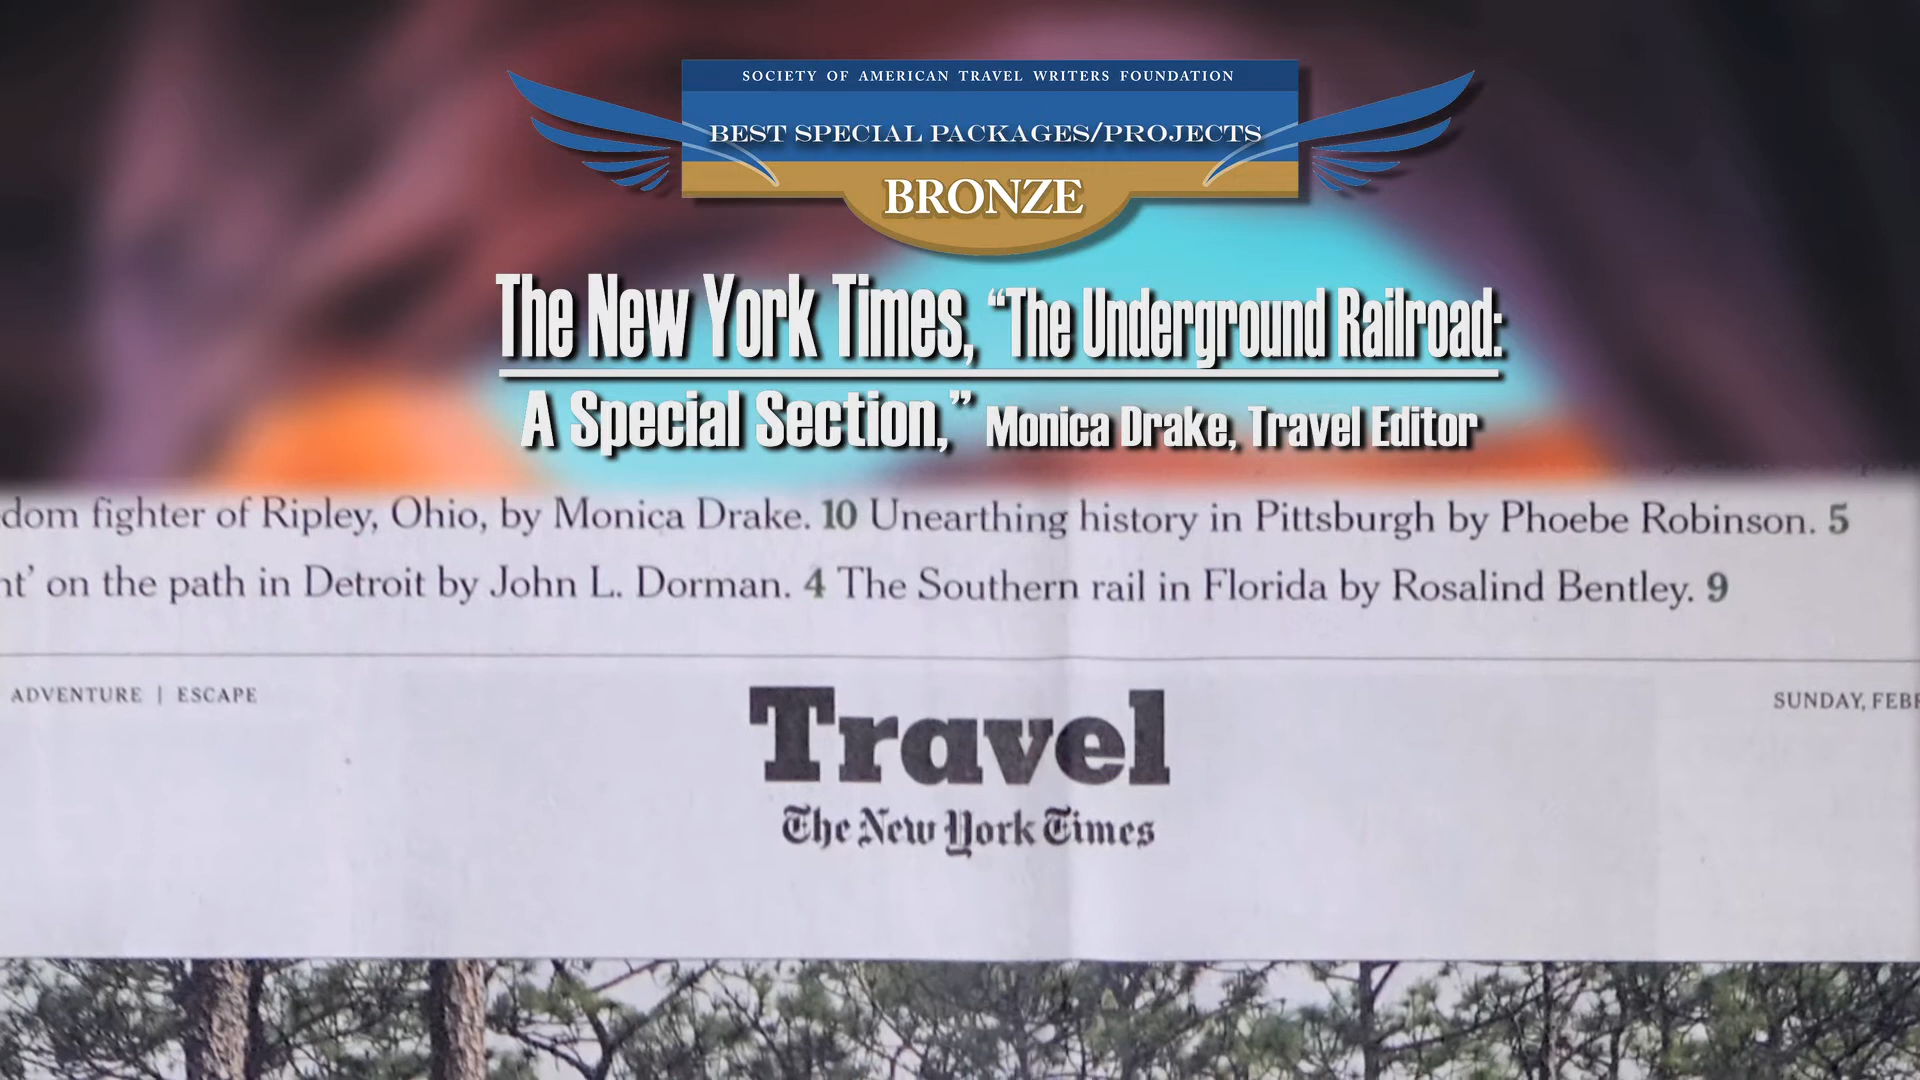 SOCIETY OF AMERICAN TRAVEL WRITERS FOUNDATION
BEST SPECIAL PACKAGES/PROJECTS
BRONZE
The New York Times, “The Underground Railroad:
A Special Section,” Monica Drake, Travel Editor
dom fighter of Ripley, Ohio, by Monica Drake. 10 Unearthing history in Pittsburgh by Phoebe Robinson. 5
on the path in Detroit by John L. Dorman. 4 The Southern rail in Florida by Rosalind Bentley. 9
ADVENTURE | ESCAPE
SUNDAY,
Travel
The New York Times